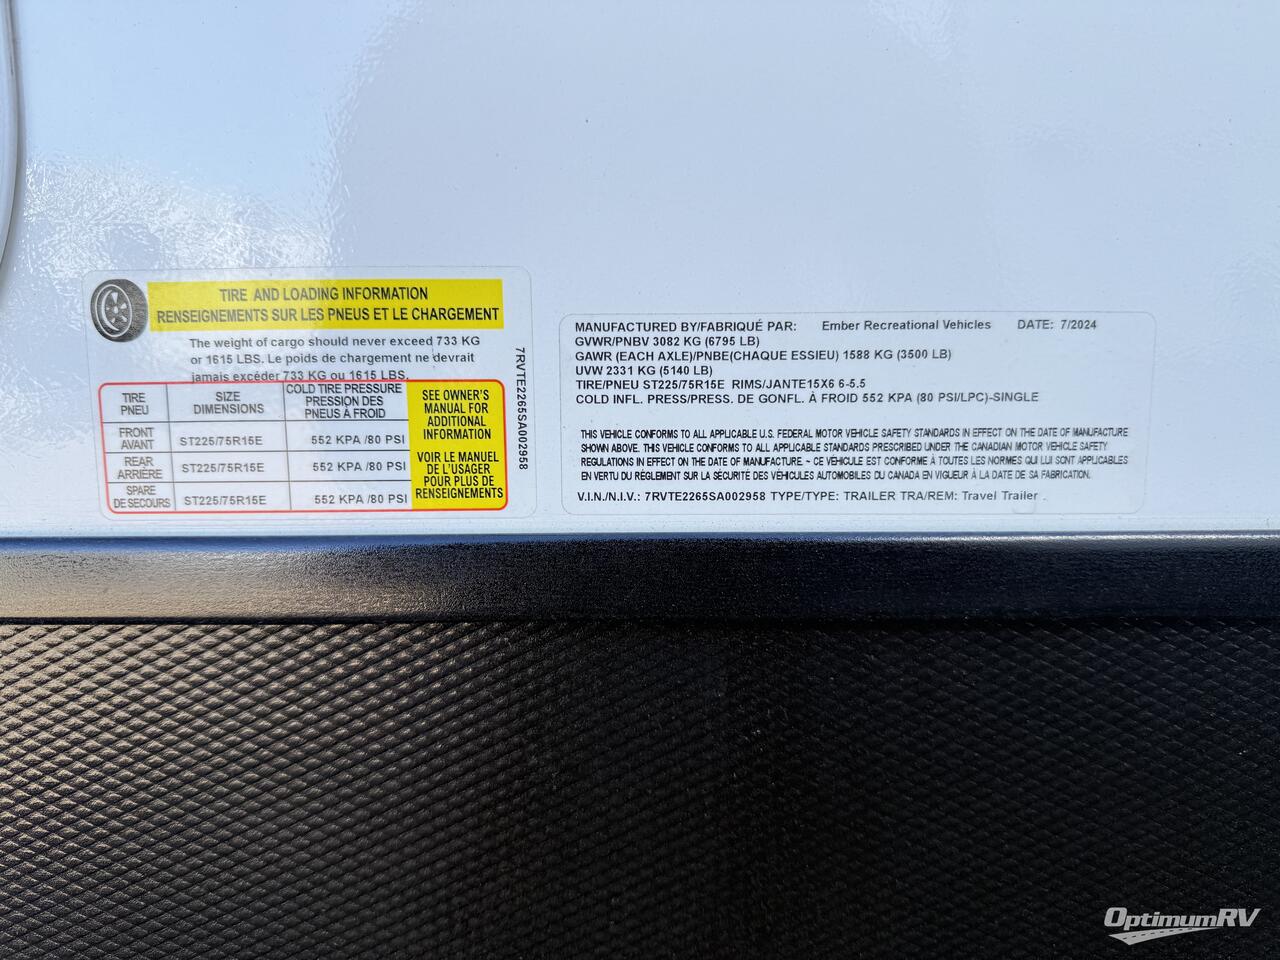 TIRE AND LOADING INFORMATION
RENSEIGNEMENTS SUR LES PNEUS ET LE CHARGEMENT
The weight of cargo should never exceed 733 KG
or 1615 LBS. Le poids de chargement ne devrait
jamais excéder 733 KG ou 1615 LBS.
TIRE
PNEU
SIZE
DIMENSIONS
COLD TIRE PRESSURE
PRESSION DES
PNEUS À FROID
FRONT
AVANT
ST225/75R15E
552 KPA /80 PSI
REAR
ARRIÈRE
ST225/75R15E
552 KPA /80 PSI
SPARE
DE SECOURS
ST225/75R15E
552 KPA /80 PSI
SEE OWNER'S
MANUAL FOR
ADDITIONAL
INFORMATION
VOIR LE MANUEL
DE L'USAGER
POUR PLUS DE
RENSEIGNEMENTS
7RVTE2265SA002958
MANUFACTURED BY/FABRIQUÉ PAR: Ember Recreational Vehicles DATE: 7/2024
GVWR/PNBV 3082 KG (6795 LB)
GAWR (EACH AXLE)/PNBE(CHAQUE ESSIEU) 1588 KG (3500 LB)
UVW 2331 KG (5140 LB)
TIRE/PNEU ST225/75R15E RIMS/JANTE15X6 6-5.5
COLD INFL. PRESS/PRESS. DE GONFL. À FROID 552 KPA (80 PSI/LPC)-SINGLE
THIS VEHICLE CONFORMS TO ALL APPLICABLE U.S. FEDERAL MOTOR VEHICLE SAFETY STANDARDS IN EFFECT ON THE DATE OF MANUFACTURE
SHOWN ABOVE. THIS VEHICLE CONFORMS TO ALL APPLICABLE STANDARDS PRESCRIBED UNDER THE CANADIAN MOTOR VEHICLE SAFETY
REGULATIONS IN EFFECT ON THE DATE OF MANUFACTURE. ~ CE VÉHICULE EST CONFORME À TOUTES LES NORMES QUI LUI SONT APPLICABLES
EN VERTU DU RÈGLEMENT SUR LA SÉCURITÉ DES VÉHICULES AUTOMOBILES DU CANADA EN VIGUEUR À LA DATE DE SA FABRICATION.
V.I.N./N.I.V.: 7RVTE2265SA002958 TYPE/TYPE: TRAILER TRA/REM: Travel Trailer .
OptimumRV